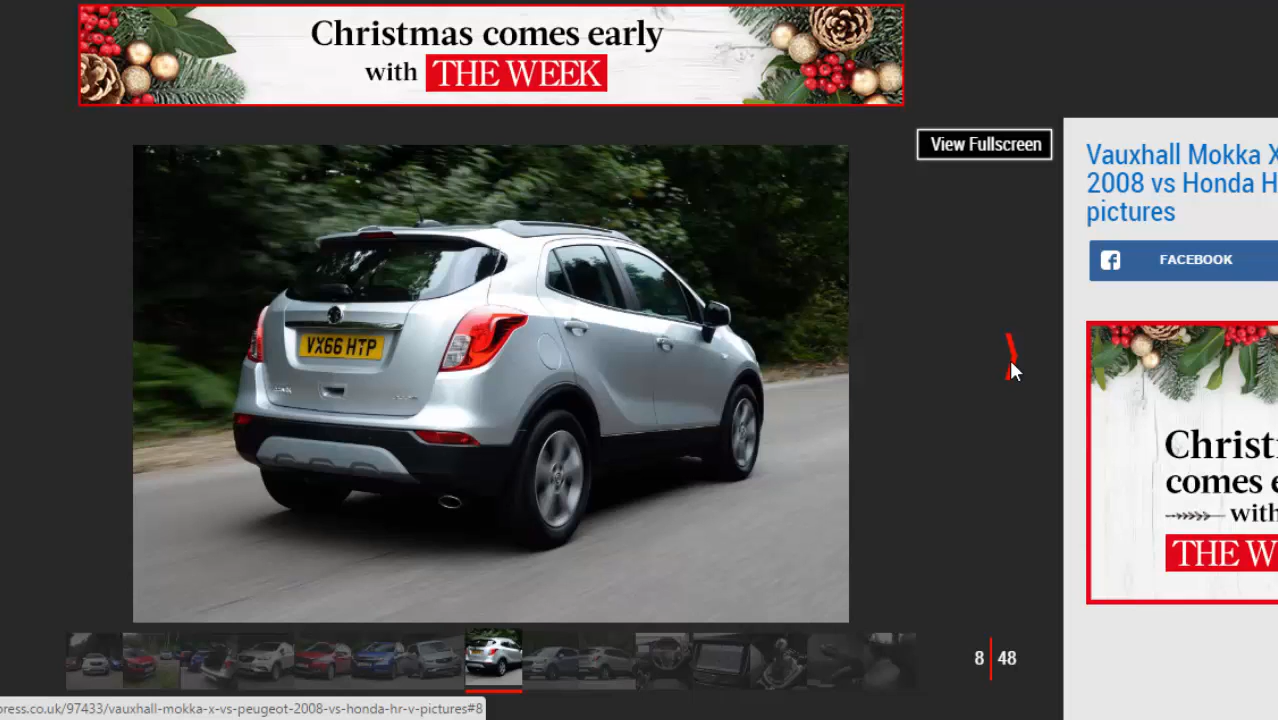 Christmas comes early
with THE WEEK
View Fullscreen
Vauxhall Mokka X
2008 vs Honda H
pictures
FACEBOOK
VX66 HTP
Christ
comes e
with
THE W
8 48
press.co.uk/97433/vauxhall-mokka-x-vs-peugeot-2008-vs-honda-hr-v-pictures#8